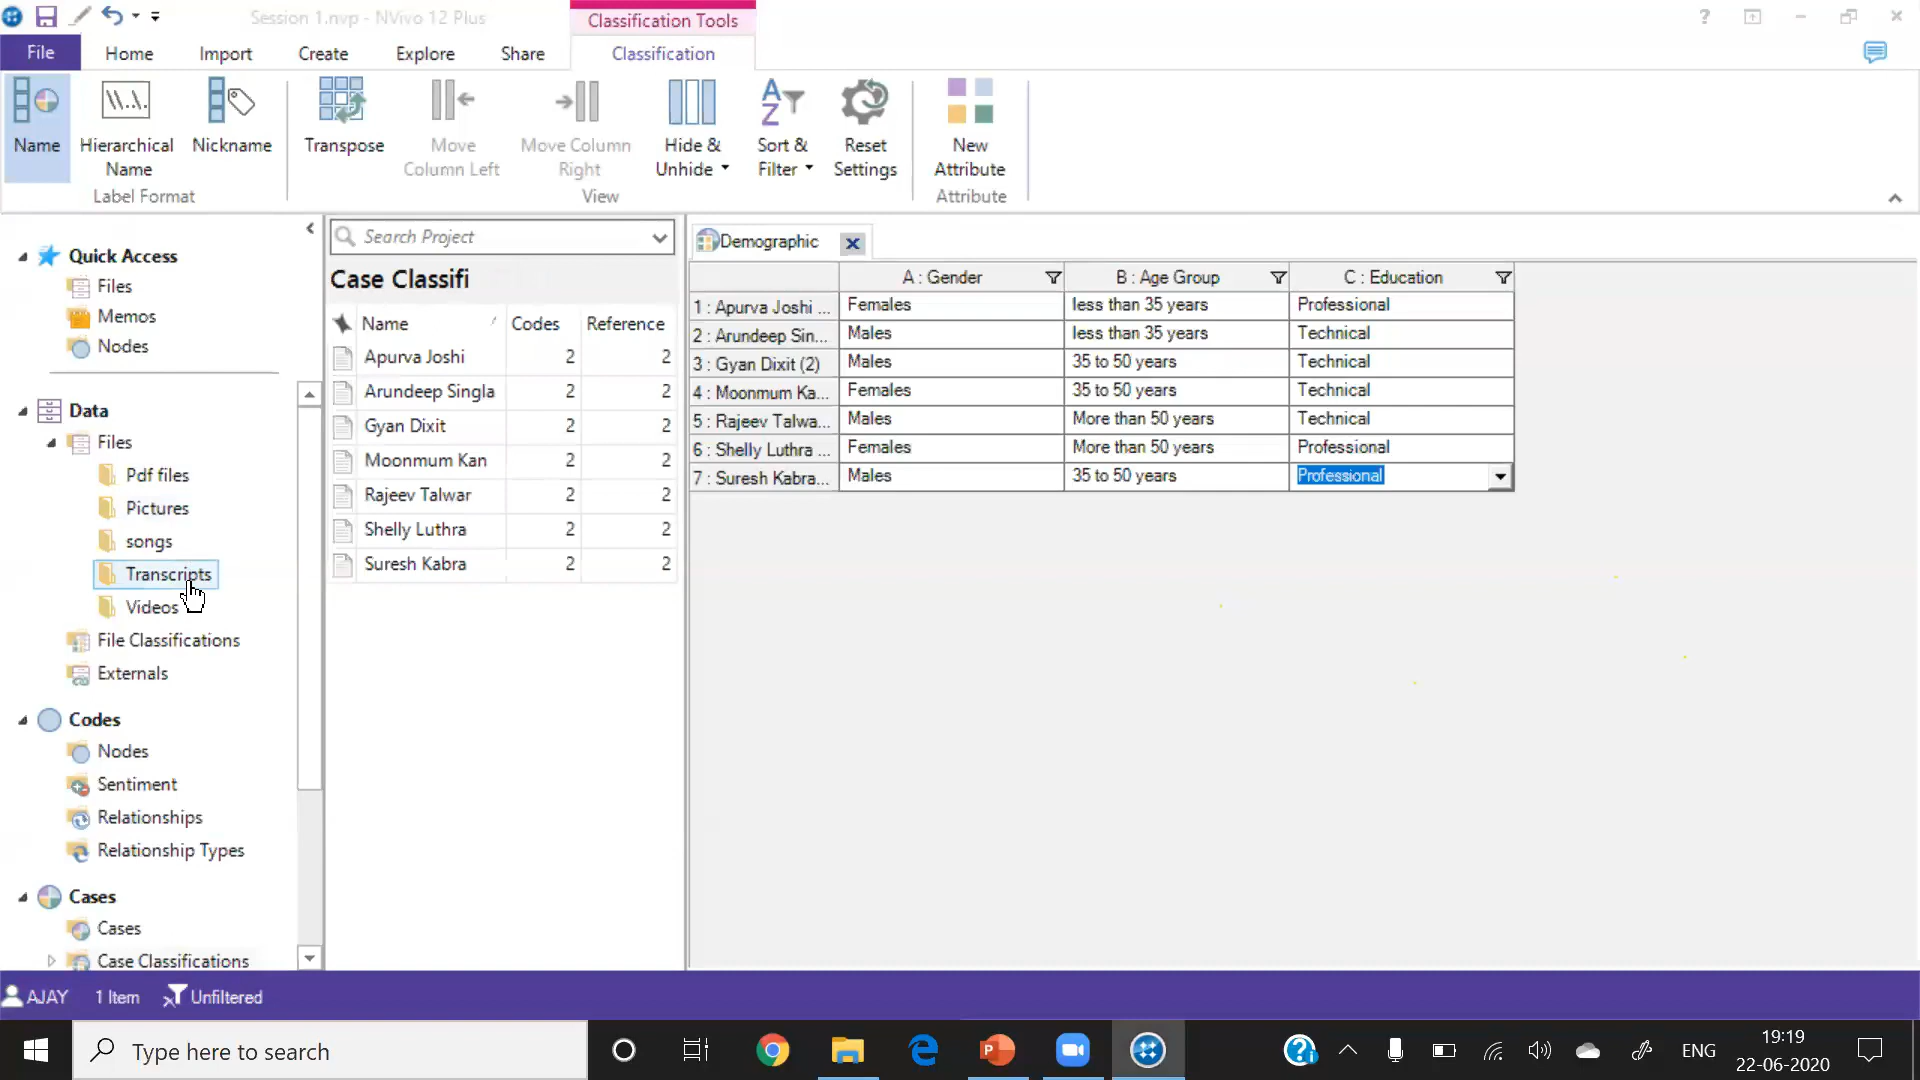 Session 1.nvp - NVivo 12 Plus
Classification Tools
File
Home
Import
Create
Explore
Share
Classification
Name
Hierarchical Name
Nickname
Label Format
Transpose
Move Column Left
Move Column Right
Hide & Unhide
Sort & Filter
Reset Settings
View
New Attribute
Attribute
Quick Access
Files
Memos
Nodes
Data
Files
Pdf files
Pictures
songs
Transcripts
Videos
File Classifications
Externals
Codes
Nodes
Sentiment
Relationships
Relationship Types
Cases
Cases
Case Classifications
Search Project
Case Classifi
Name Codes Reference
Apurva Joshi 2 2
Arundeep Singla 2 2
Gyan Dixit 2 2
Moonmum Kan 2 2
Rajeev Talwar 2 2
Shelly Luthra 2 2
Suresh Kabra 2 2
Demographic
A : Gender B : Age Group C : Education
1 : Apurva Joshi ... Females less than 35 years Professional
2 : Arundeep Sin... Males less than 35 years Technical
3 : Gyan Dixit (2) Males 35 to 50 years Technical
4 : Moonmum Ka... Females 35 to 50 years Technical
5 : Rajeev Talwa... Males More than 50 years Technical
6 : Shelly Luthra ... Females More than 50 years Professional
7 : Suresh Kabra... Males 35 to 50 years Professional
AJAY 1 Item Unfiltered
Type here to search
ENG
19:19
22-06-2020